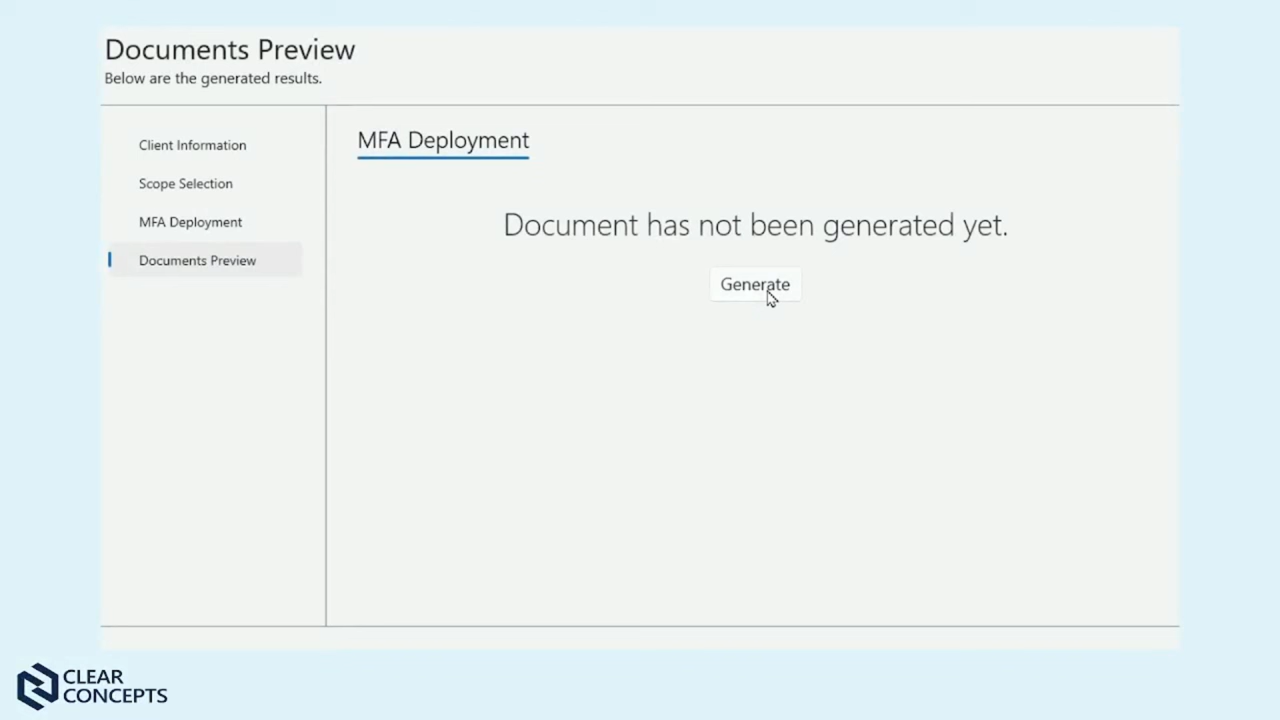 Documents Preview
Below are the generated results.
Client Information
Scope Selection
MFA Deployment
Documents Preview
MFA Deployment
Document has not been generated yet.
Generate
CLEAR
CONCEPTS